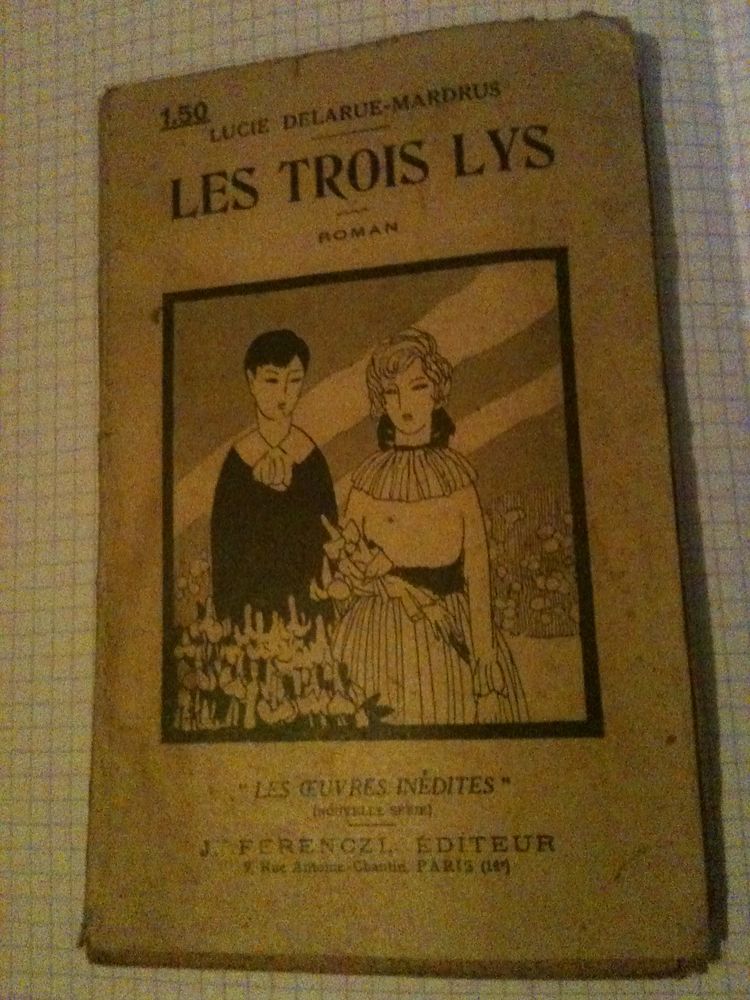 1.50
LUCIE DELARUE-MARDRUS
LES TROIS LYS
ROMAN
" LES ŒUVRES INÉDITES "
(NOUVELLE SÉRIE)
J. FERENCZI, ÉDITEUR
9, Rue Antoine-Chantin, PARIS (14ᵉ)